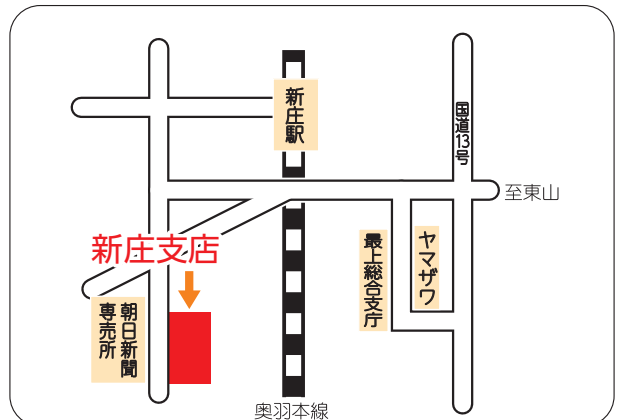 新庄駅
国道13号
至東山
新庄支店
最上総合支庁
ヤマザワ
朝日新聞
専売所
奥羽本線